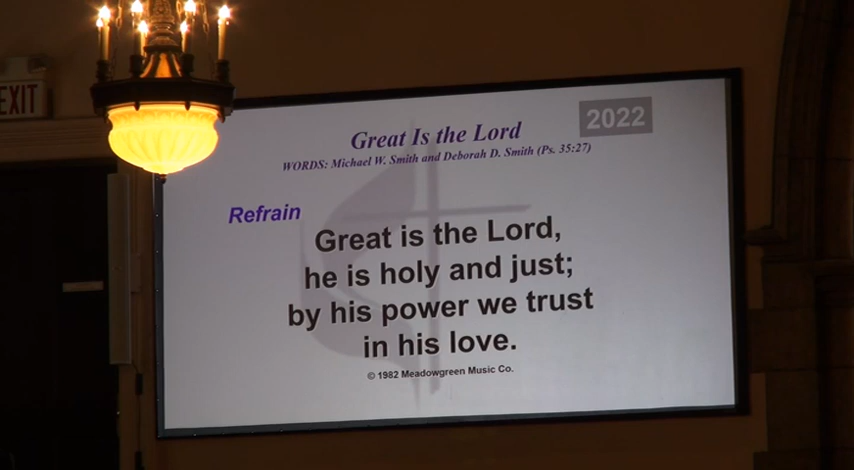 EXIT
2022
Great Is the Lord
WORDS: Michael W. Smith and Deborah D. Smith (Ps. 35:27)
Refrain
Great is the Lord,
he is holy and just;
by his power we trust
in his love.
© 1982 Meadowgreen Music Co.